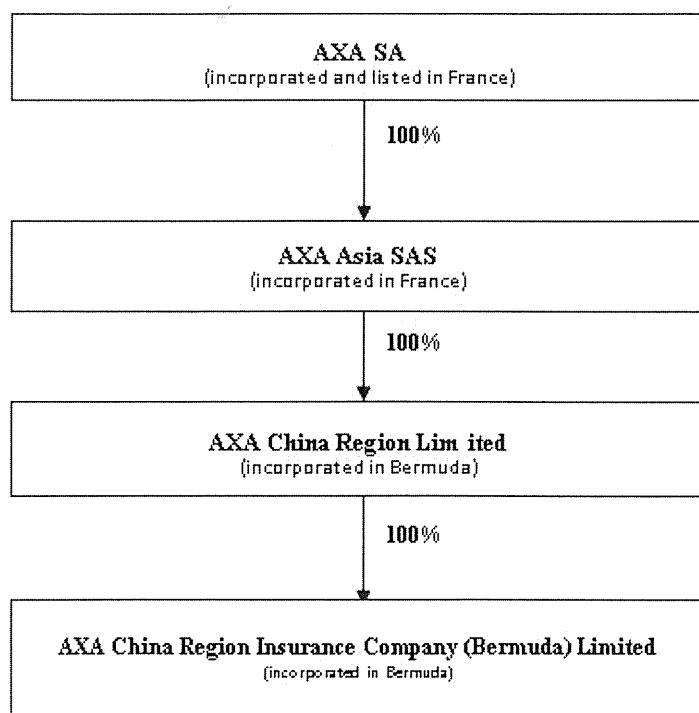 AXA SA
(incorporated and listed in France)
100%
AXA Asia SAS
(incorporated in France)
100%
AXA China Region Lim ited
(incorporated in Bermuda)
100%
AXA China Region Insurance Company (Bermuda) Limited
(incorporated in Bermuda)